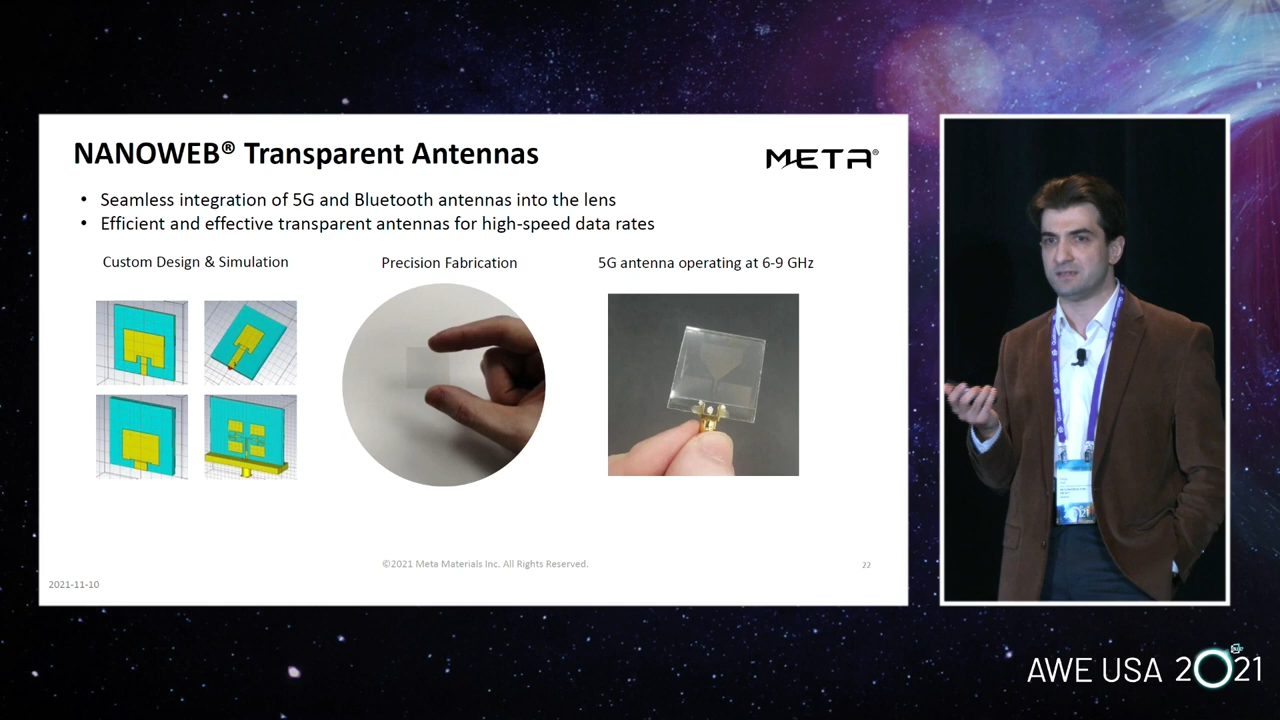 NANOWEB® Transparent Antennas
META®
• Seamless integration of 5G and Bluetooth antennas into the lens
• Efficient and effective transparent antennas for high-speed data rates
Custom Design & Simulation
Precision Fabrication
5G antenna operating at 6-9 GHz
©2021 Meta Materials Inc. All Rights Reserved.
22
2021-11-10
AWE USA 2021